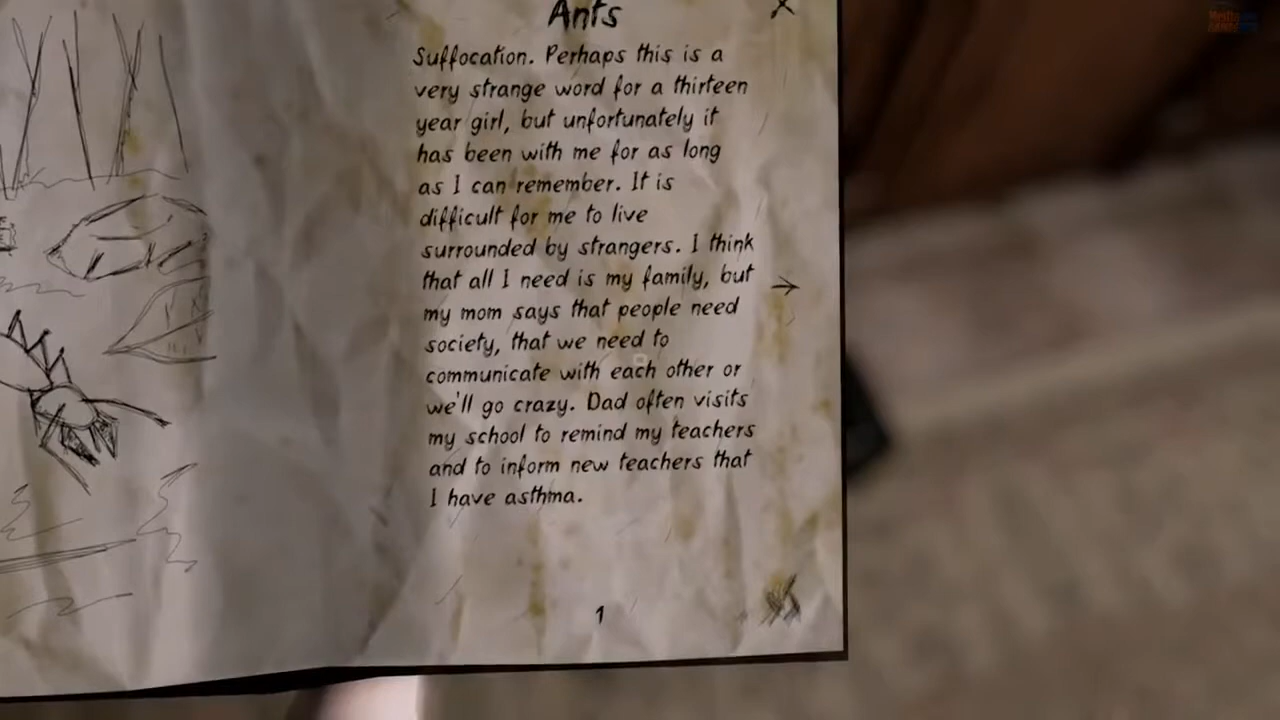 Ants
Suffocation. Perhaps this is a
very strange word for a thirteen
year girl, but unfortunately it
has been with me for as long
as I can remember. It is
difficult for me to live
surrounded by strangers. I think
that all I need is my family, but
my mom says that people need
society, that we need to
communicate with each other or
we'll go crazy. Dad often visits
my school to remind my teachers
and to inform new teachers that
I have asthma.
1